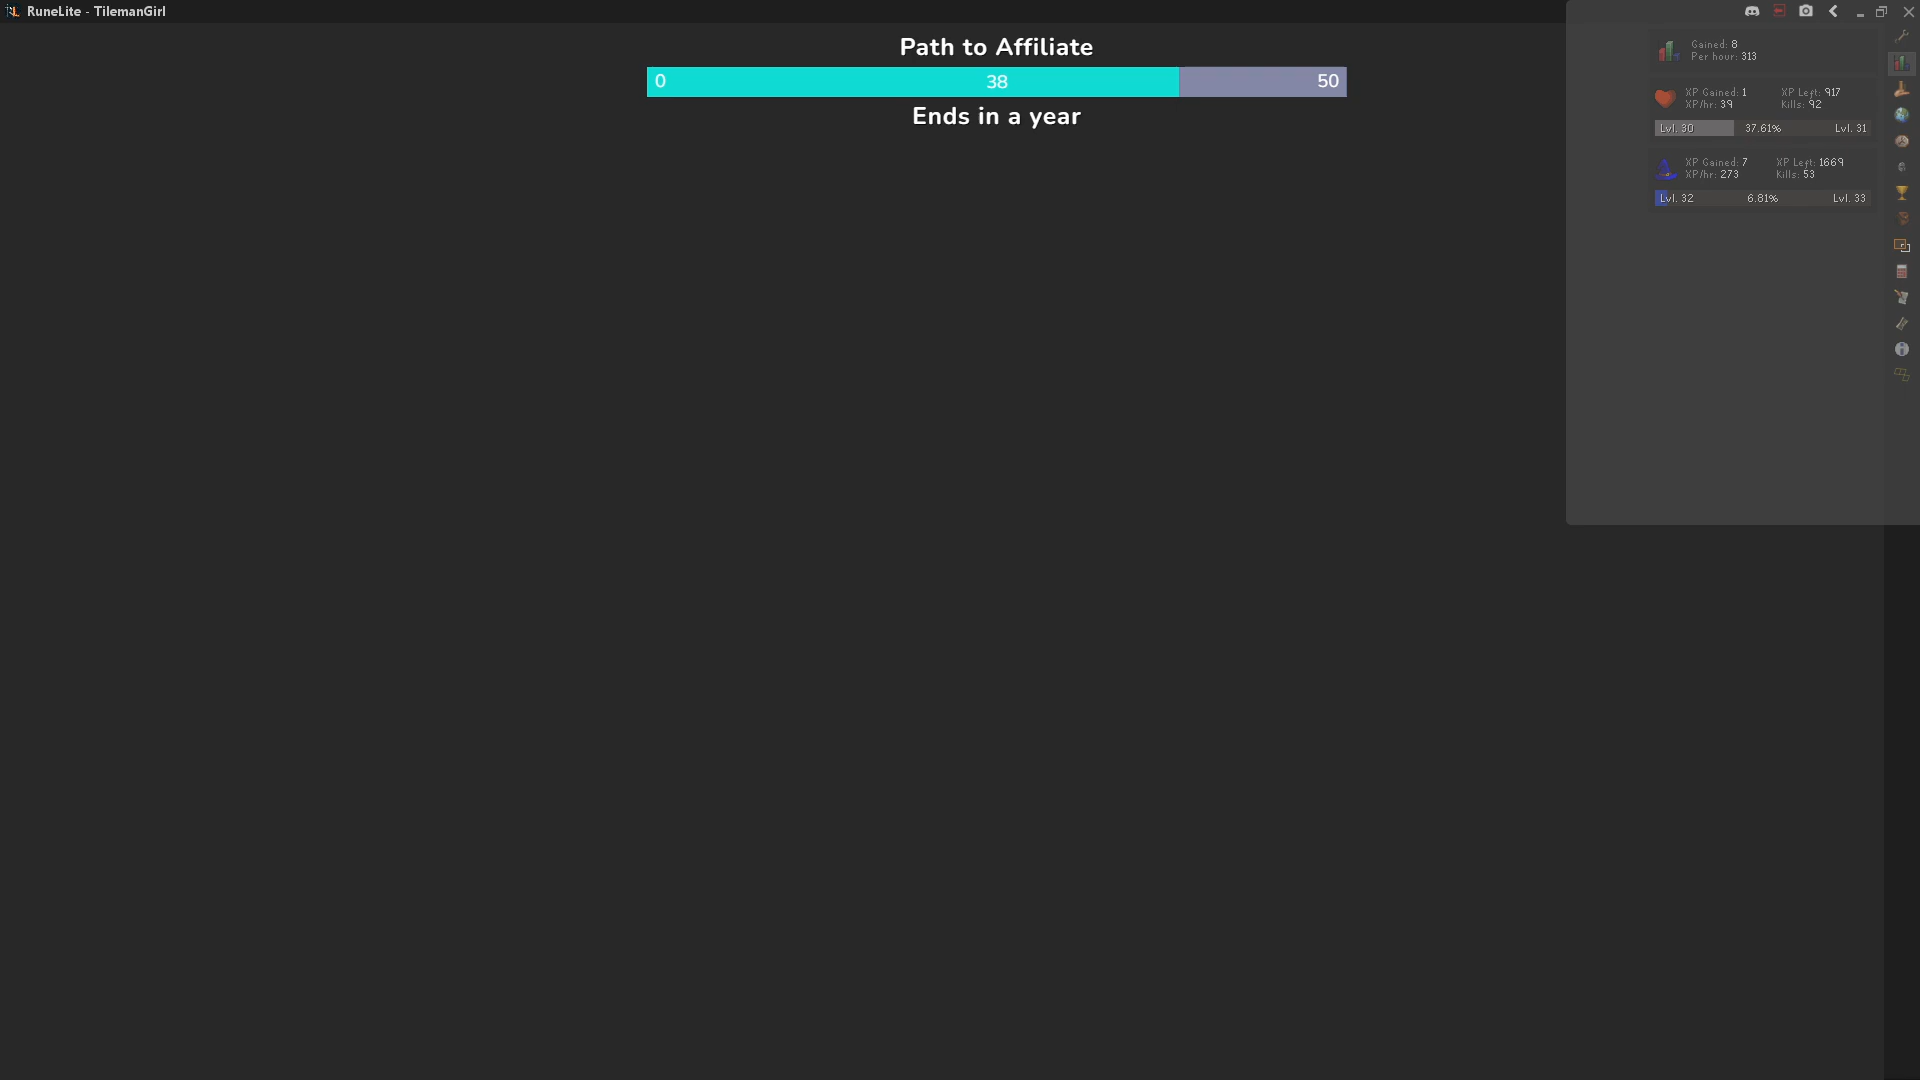 RuneLite - TilemanGirl
Path to Affiliate
0 38 50
Ends in a year
Gained: 8
Per hour: 313
XP Gained: 1 XP Left: 917
XP/hr: 39 Kills: 92
Lvl. 30 37.61% Lvl. 31
XP Gained: 7 XP Left: 1669
XP/hr: 273 Kills: 53
Lvl. 32 6.81% Lvl. 33